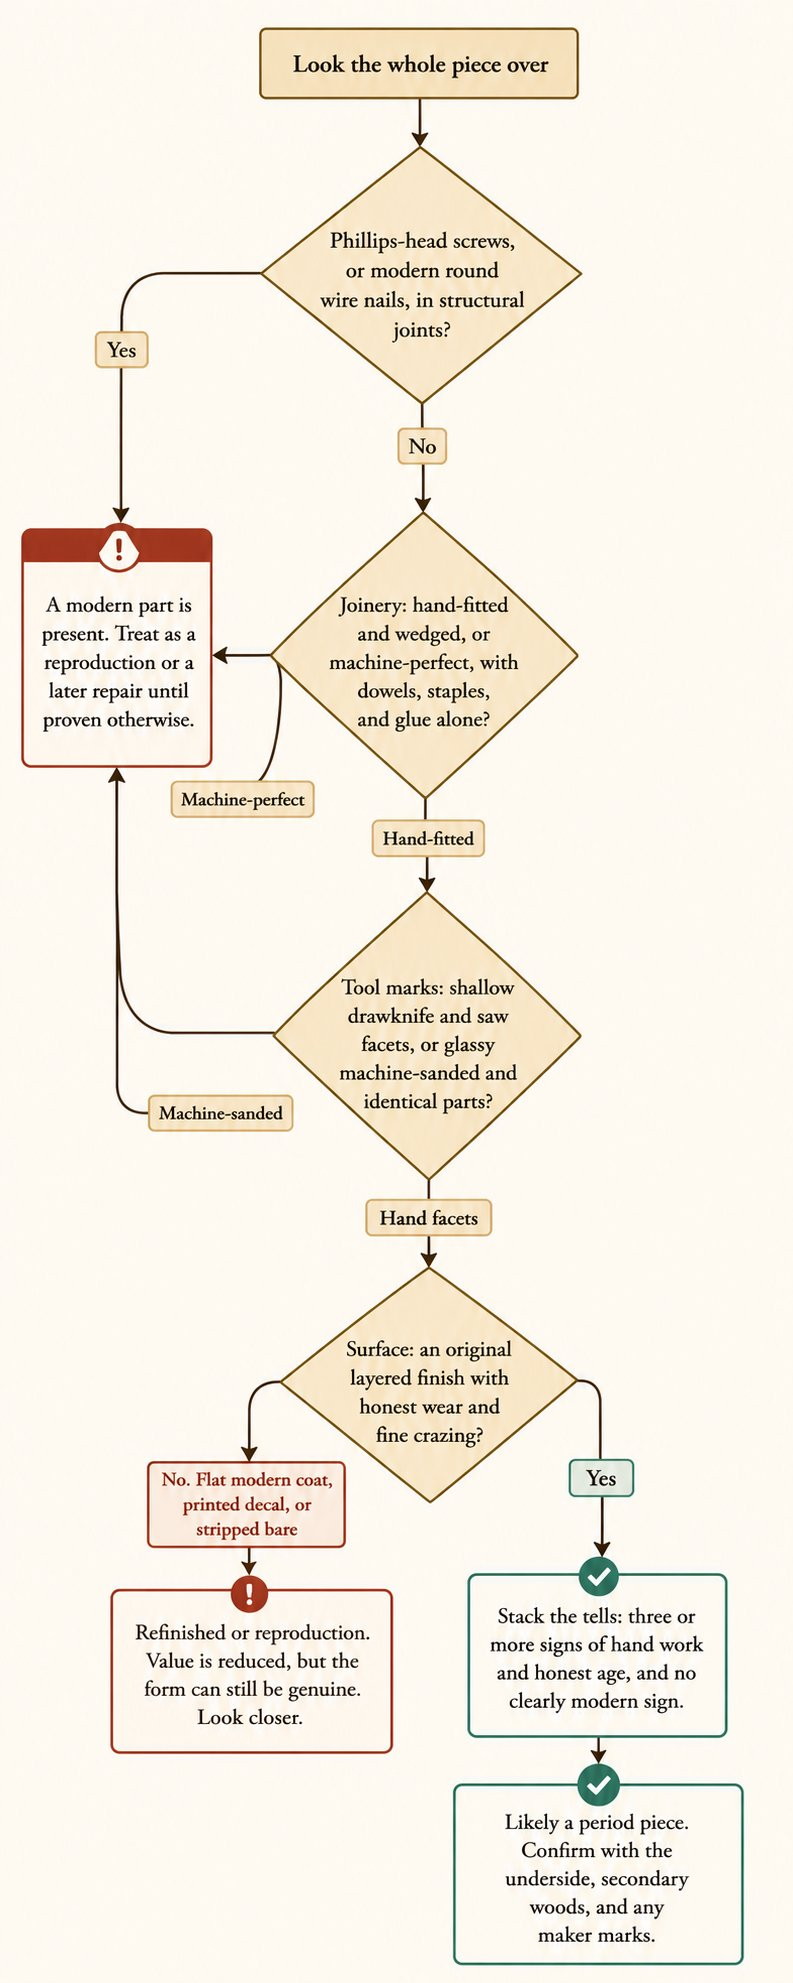 Look the whole piece over
Phillips-head screws,
or modern round
wire nails, in structural
joints?
Yes
No
A modern part is
present. Treat as a
reproduction or a
later repair until
proven otherwise.
Joinery: hand-fitted
and wedged, or
machine-perfect, with
dowels, staples,
and glue alone?
Machine-perfect
Hand-fitted
Tool marks: shallow
drawknife and saw
facets, or glassy
machine-sanded and
identical parts?
Machine-sanded
Hand facets
Surface: an original
layered finish with
honest wear and
fine crazing?
No. Flat modern coat,
printed decal, or
stripped bare
Yes
Refinished or reproduction.
Value is reduced, but the
form can still be genuine.
Look closer.
Stack the tells: three or
more signs of hand work
and honest age, and no
clearly modern sign.
Likely a period piece.
Confirm with the
underside, secondary
woods, and any
maker marks.